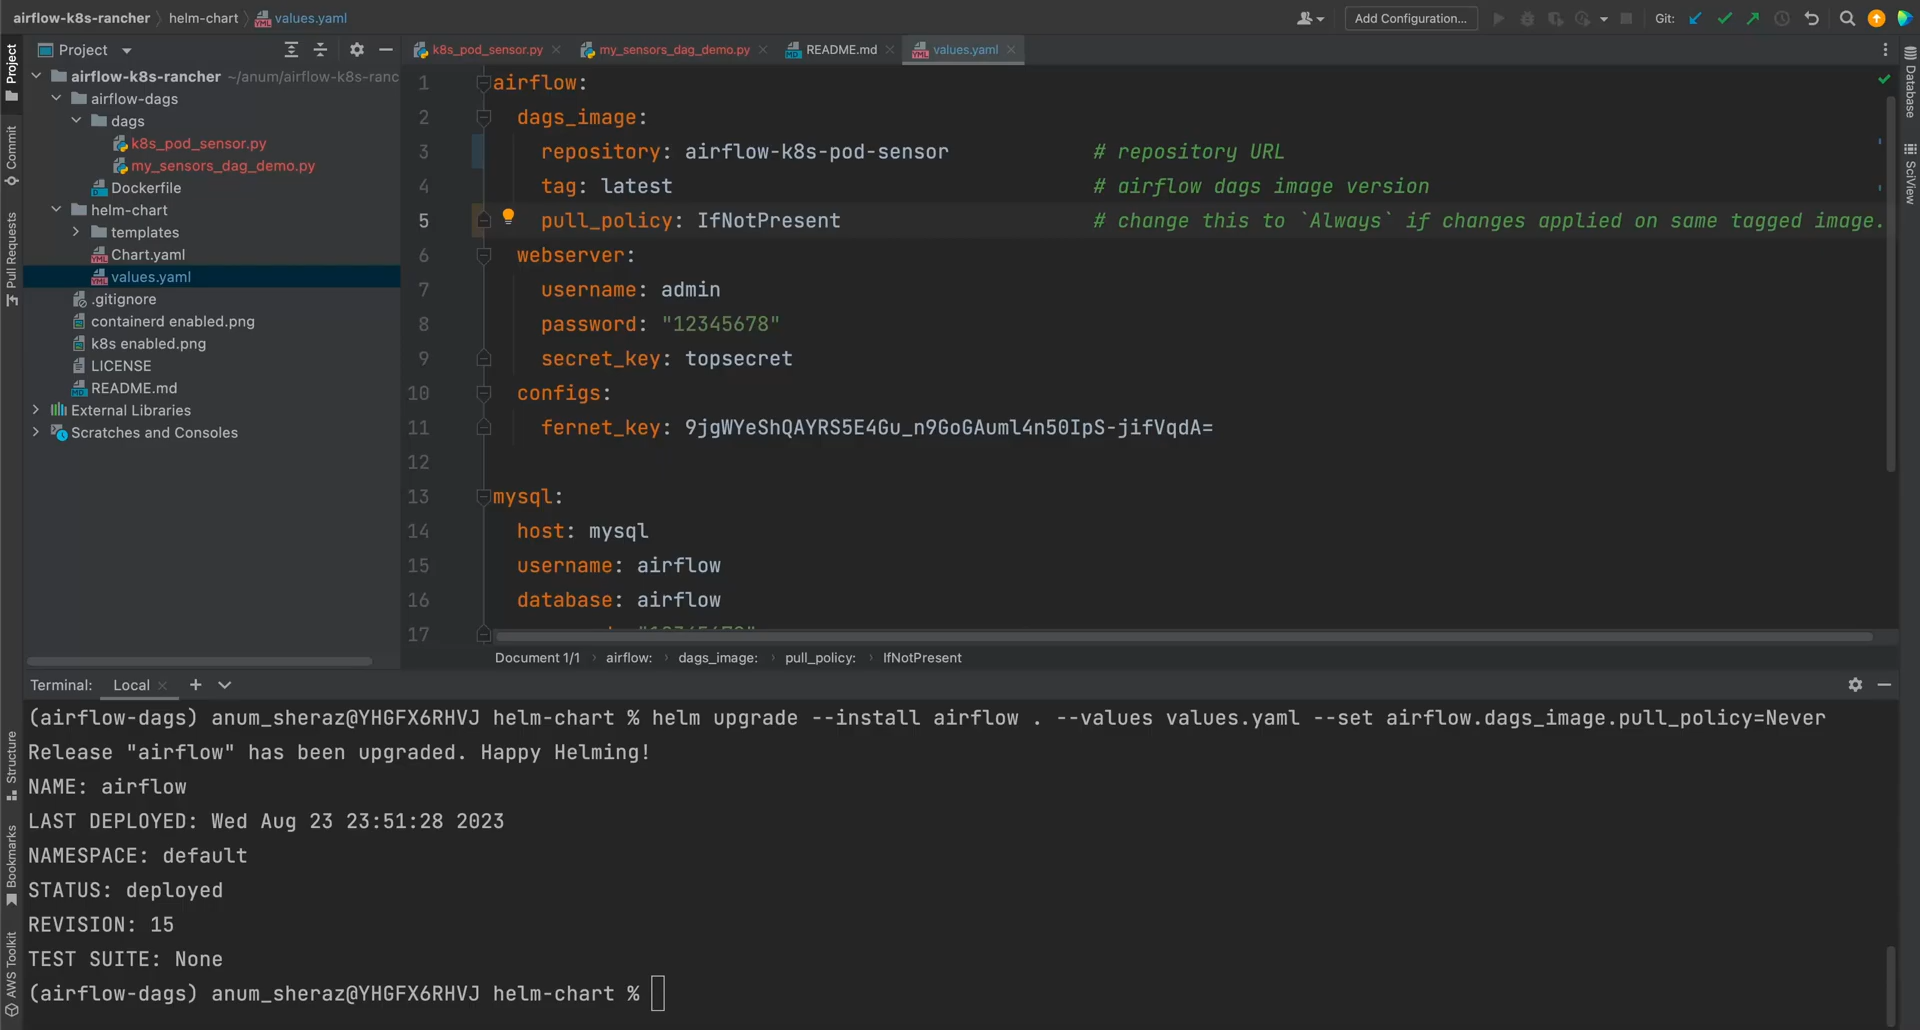 airflow-k8s-rancher
helm-chart
values.yaml
Add Configuration...
Git:
Project
Project
Commit
Pull Requests
Structure
Bookmarks
AWS Toolkit
airflow-k8s-rancher ~/anum/airflow-k8s-ranc
airflow-dags
dags
k8s_pod_sensor.py
my_sensors_dag_demo.py
Dockerfile
helm-chart
templates
Chart.yaml
values.yaml
.gitignore
containerd enabled.png
k8s enabled.png
LICENSE
README.md
External Libraries
Scratches and Consoles
k8s_pod_sensor.py
my_sensors_dag_demo.py
README.md
values.yaml
1 airflow:
2 dags_image:
3 repository: airflow-k8s-pod-sensor # repository URL
4 tag: latest # airflow dags image version
5 pull_policy: IfNotPresent # change this to `Always` if changes applied on same tagged image.
6 webserver:
7 username: admin
8 password: "12345678"
9 secret_key: topsecret
10 configs:
11 fernet_key: 9jgWYeShQAYRS5E4Gu_n9GoGAuml4n50IpS-jifVqdA=
12
13 mysql:
14 host: mysql
15 username: airflow
16 database: airflow
17
Document 1/1
airflow:
dags_image:
pull_policy:
IfNotPresent
Database
SciView
Terminal:
Local
(airflow-dags) anum_sheraz@YHGFX6RHVJ helm-chart % helm upgrade --install airflow . --values values.yaml --set airflow.dags_image.pull_policy=Never
Release "airflow" has been upgraded. Happy Helming!
NAME: airflow
LAST DEPLOYED: Wed Aug 23 23:51:28 2023
NAMESPACE: default
STATUS: deployed
REVISION: 15
TEST SUITE: None
(airflow-dags) anum_sheraz@YHGFX6RHVJ helm-chart %